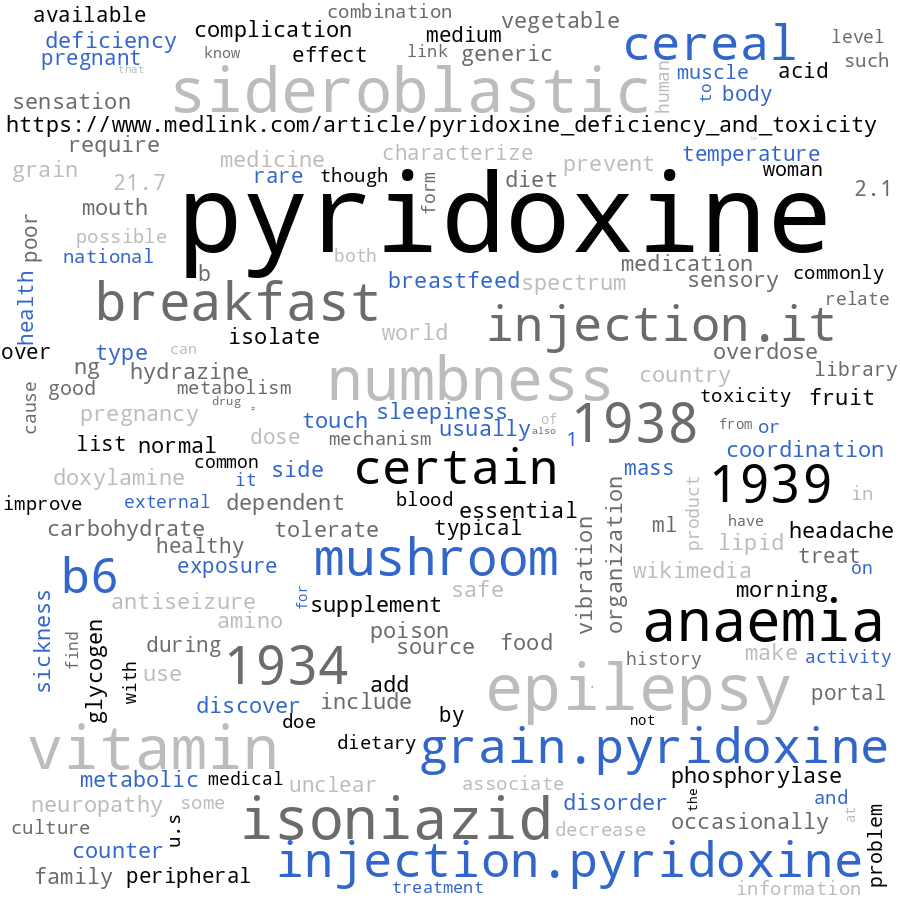 available
combination
vegetable
complication
medium
cereal
level
deficiency
pregnant
know
effect
link
generic
such
that
sideroblastic
human
muscle
acid
to
body
sensation
https://www.medlink.com/article/pyridoxine_deficiency_and_toxicity
require
medicine
characterize
prevent
temperature
grain
rare
though
form
diet
woman
21.7
2.1
mouth
pyridoxine
poor
possible
national
both
b
medication
health
breakfast
breastfeed
spectrum
sensory
commonly
injection.it
relate
isolate
world
over
type
can
overdose
ng
hydrazine
numbness
country
library
cause
good
metabolism
drug
toxicity
fruit
pregnancy
touch
sleepiness
of
1938
from
or
list
normal
dose
mechanism
usually
also
1
coordination
common
it
side
certain
mass
1939
in
doxylamine
improve
external
dependent
blood
essential
organization
product
carbohydrate
tolerate
typical
vibration
ml
have
headache
healthy
mushroom
lipid
treat
b6
exposure
wikimedia
on
sickness
antiseizure
for
supplement
safe
morning
amino
anaemia
find
glycogen
during
poison
source
food
with
use
1934
history
make
activity
add
epilepsy
portal
discover
include
doe
by
not
vitamin
dietary
grain.pyridoxine
metabolic
medical
unclear
associate
phosphorylase
neuropathy
some
isoniazid
disorder
the
and
culture
u.s
decrease
occasionally
at
problem
counter
injection.pyridoxine
family
peripheral
treatment
information